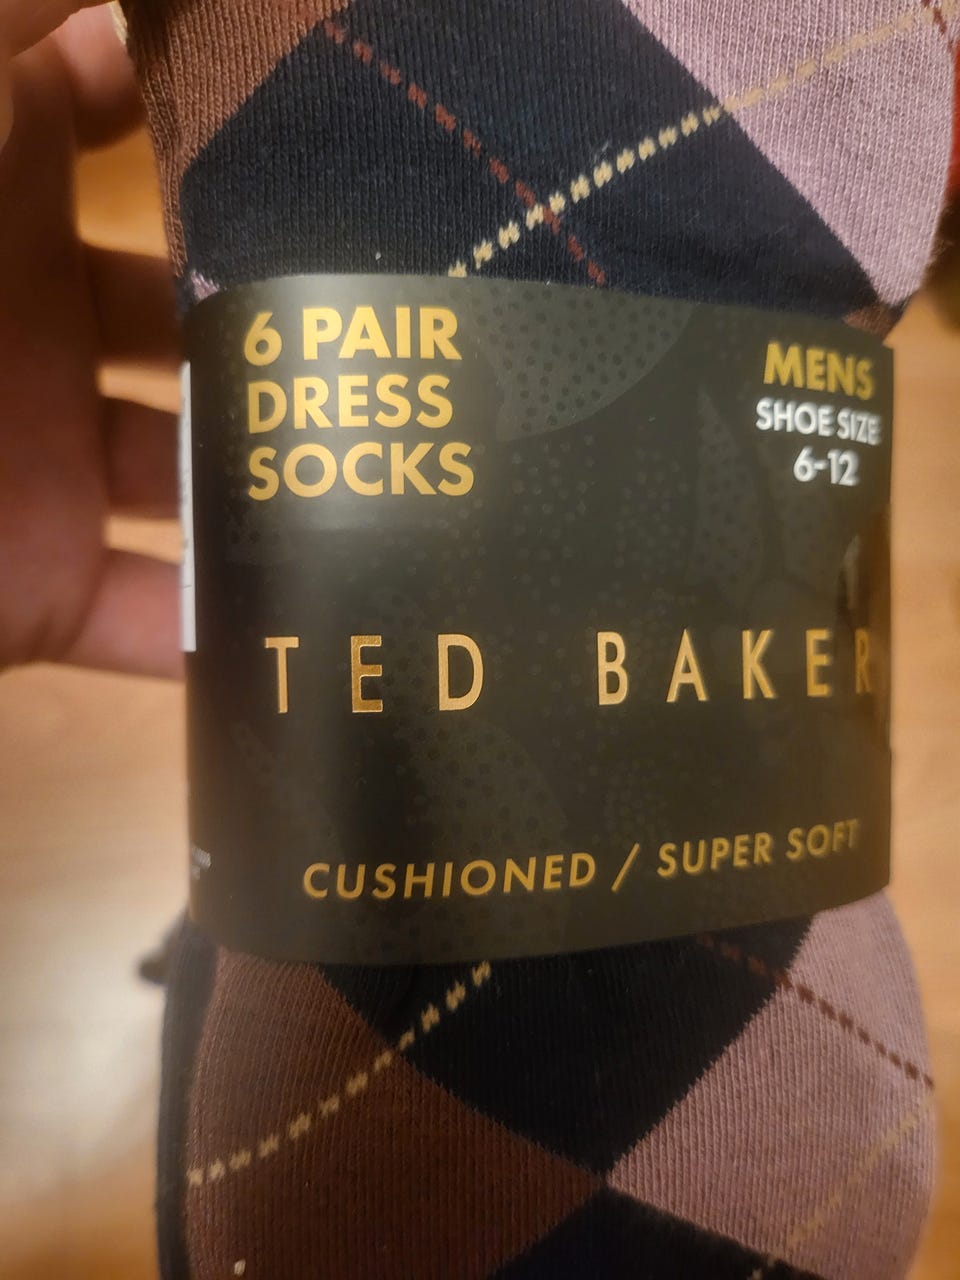 6 PAIR
DRESS
SOCKS
MENS
SHOE SIZE
6-12
TED BAKER
CUSHIONED / SUPER SOFT